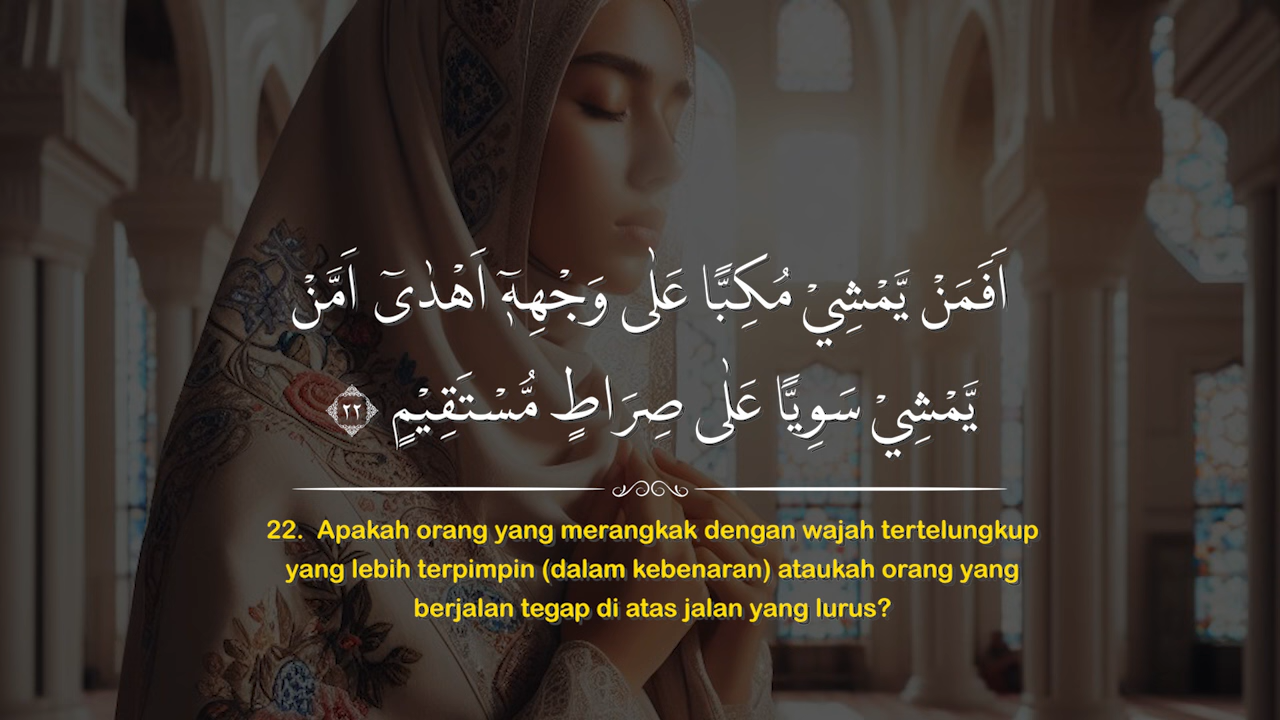 اَفَمَنْ يَّمْشِيْ مُكِبًّا عَلٰى وَجْهِهٖٓ اَهْدٰىٓ اَمَّنْ
يَّمْشِيْ سَوِيًّا عَلٰى صِرَاطٍ مُّسْتَقِيْمٍ ٢٢
22. Apakah orang yang merangkak dengan wajah tertelungkup
yang lebih terpimpin (dalam kebenaran) ataukah orang yang
berjalan tegap di atas jalan yang lurus?